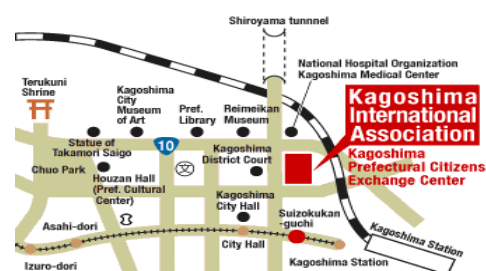 Shiroyama tunnnel
National Hospital Organization
Kagoshima Medical Center
Terukuni
Shrine
Kagoshima
City
Museum
of Art
Pref.
Library
Reimeikan
Museum
Kagoshima
International
Association
Kagoshima
Prefectural Citizens
Exchange Center
Statue of
Takamori Saigo
10
Kagoshima
District Court
Chuo Park
Houzan Hall
(Pref. Cultural
Center)
Kagoshima
City Hall
Suizokukan
-guchi
Asahi-dori
City Hall
Kagoshima Station
Kagoshima Station
Izuro-dori